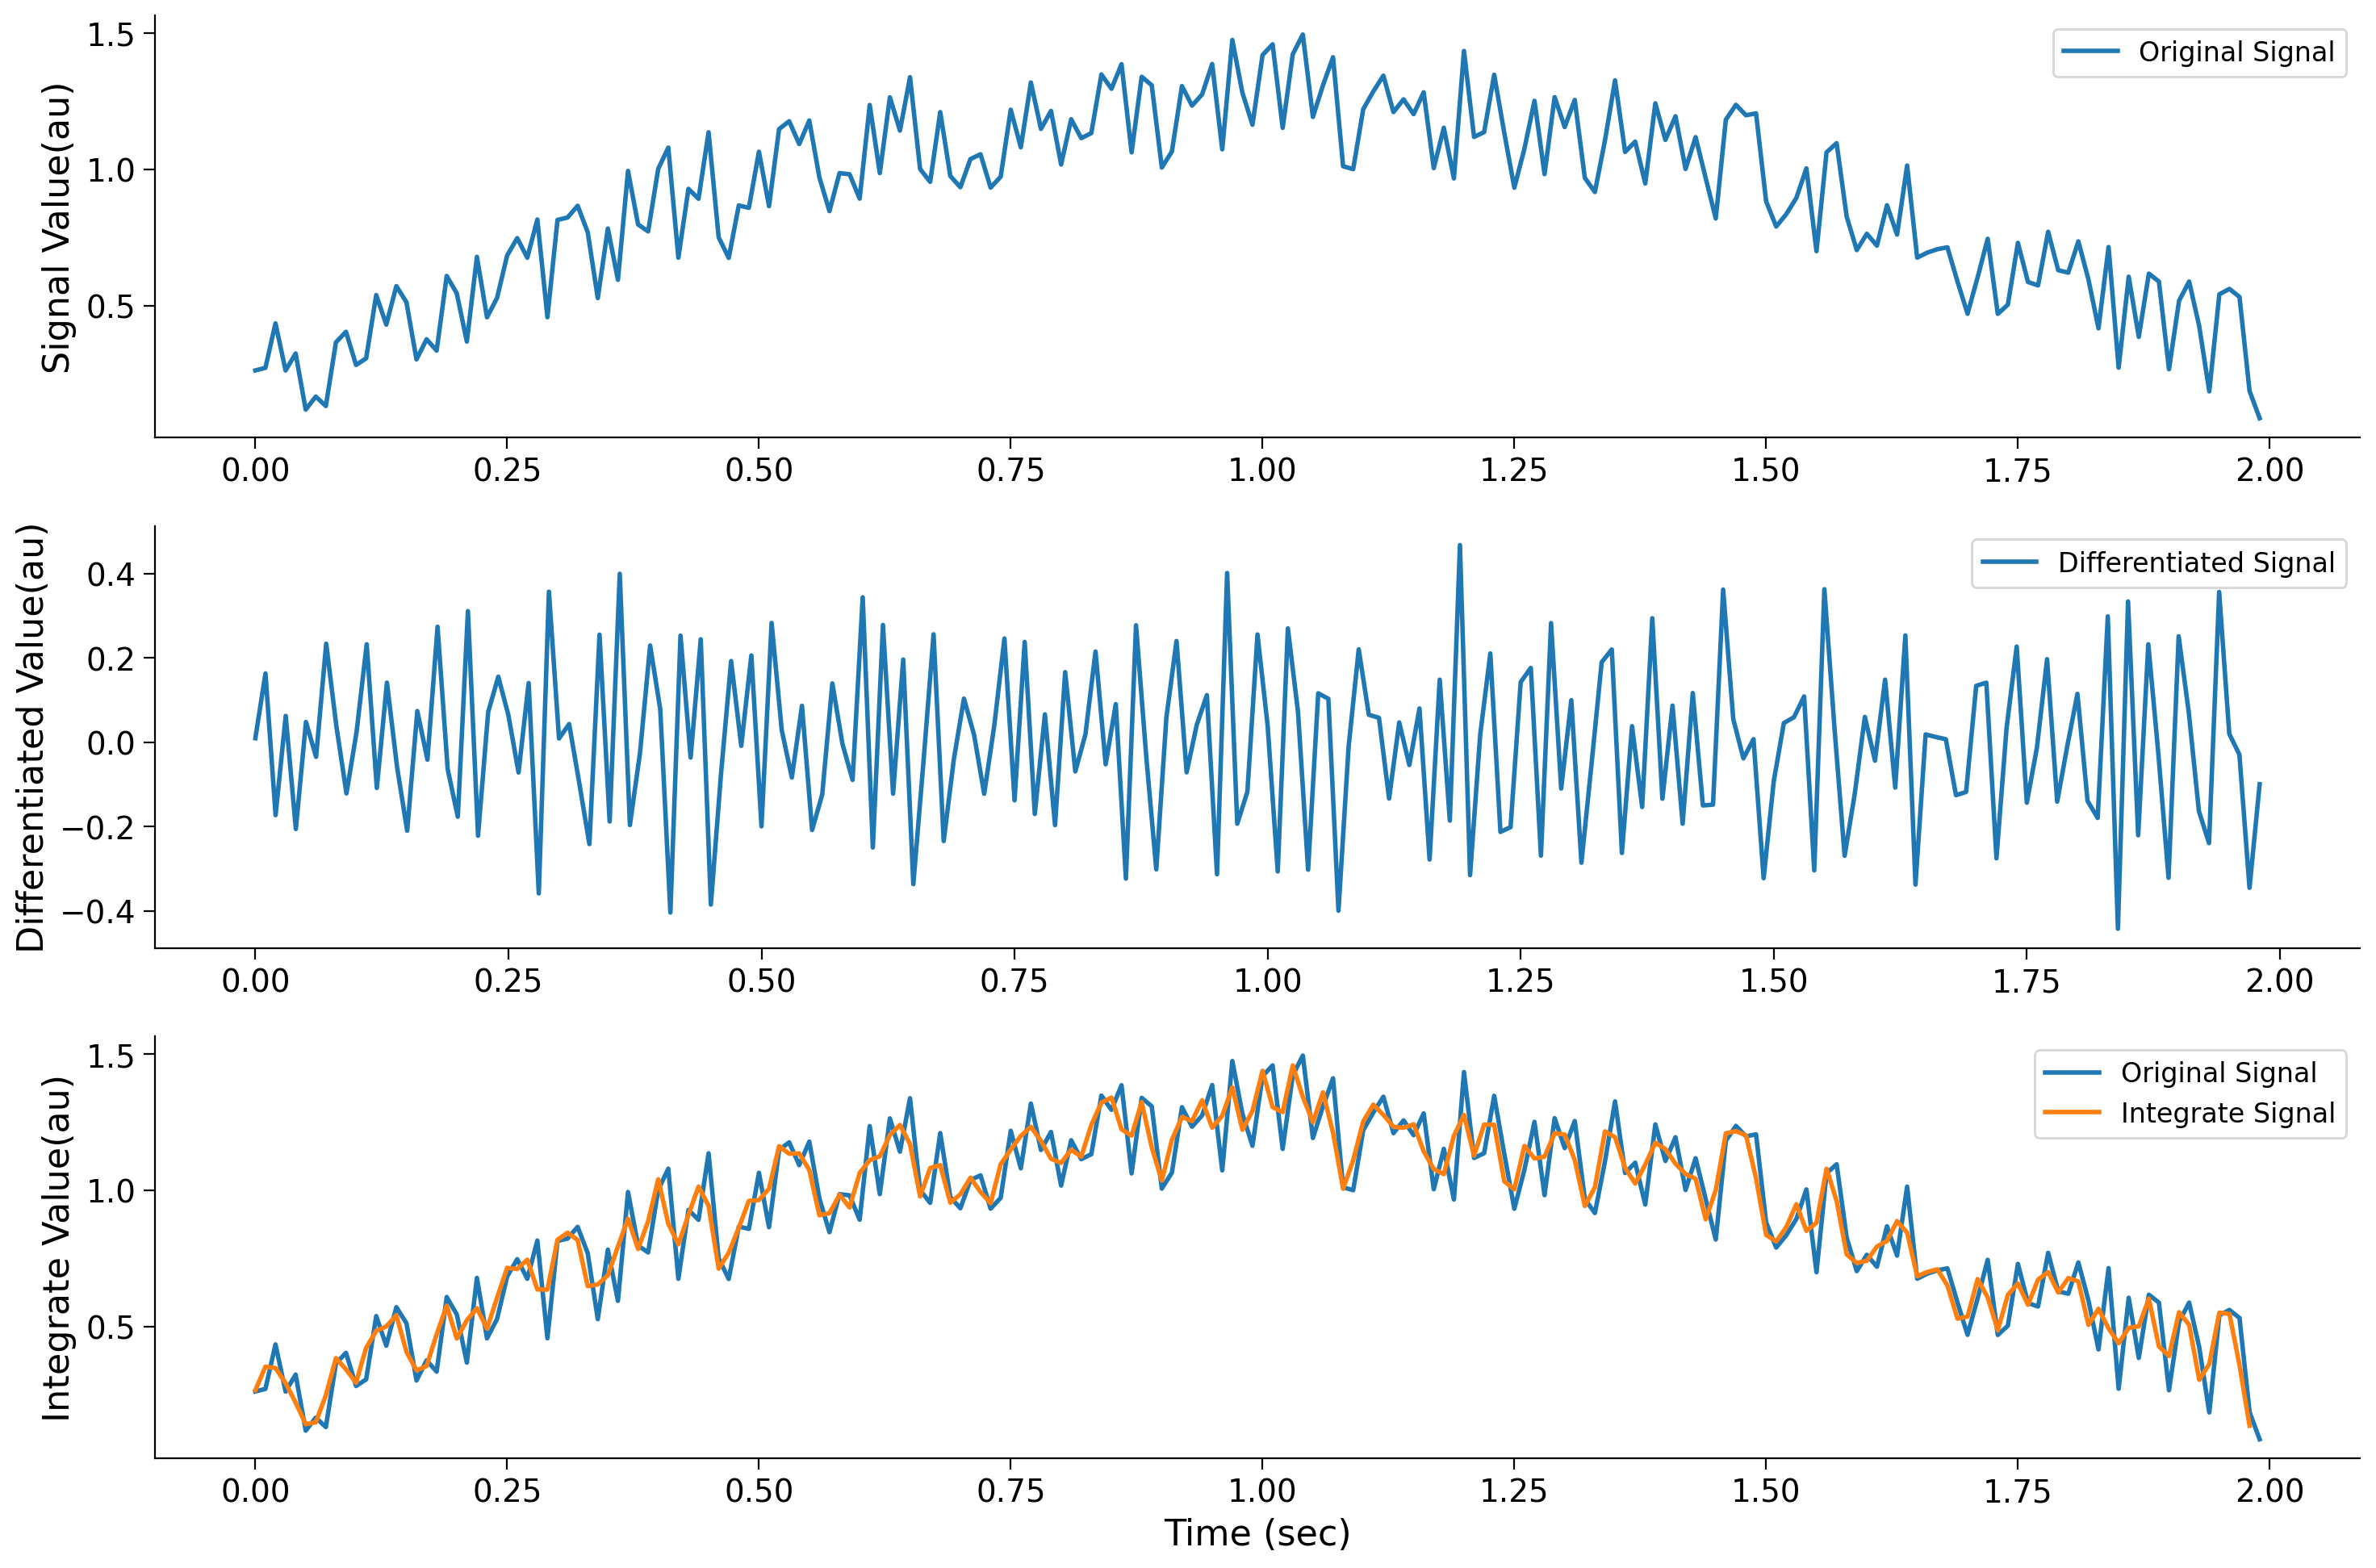 Signal Value(au)
1.5
1.0
0.5
Original Signal
0.00 0.25 0.50 0.75 1.00 1.25 1.50 1.75 2.00
Differentiated Value(au)
0.4
0.2
0.0
−0.2
−0.4
Differentiated Signal
0.00 0.25 0.50 0.75 1.00 1.25 1.50 1.75 2.00
Integrate Value(au)
1.5
1.0
0.5
Original Signal
Integrate Signal
0.00 0.25 0.50 0.75 1.00 1.25 1.50 1.75 2.00
Time (sec)